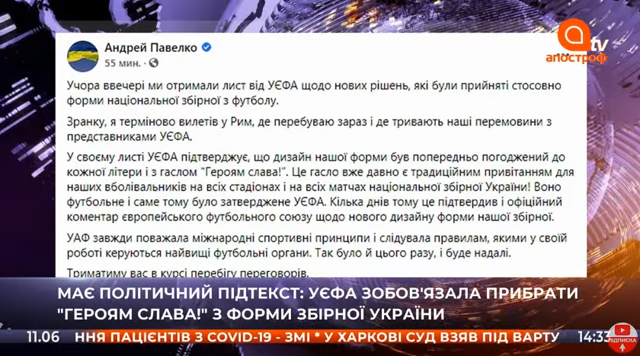 Андрей Павелко
55 мин.
апостроф tv
Учора ввечері ми отримали лист від УЄФА щодо нових рішень, які були прийняті стосовно
форми національної збірної з футболу.
Зранку, я терміново вилетів у Рим, де перебуваю зараз і де тривають наші перемовини з
представниками УЄФА.
У своєму листі УЄФА підтверджує, що дизайн нашої форми був попередньо погоджений до
кожної літери і з гаслом "Героям слава!". Це гасло вже давно є традиційним привітанням для
наших вболівальників на всіх стадіонах і на всіх матчах національної збірної України! Воно
футбольне і саме тому було затверджене УЄФА. Кілька днів тому це підтвердив і офіційний
коментар європейського футбольного союзу щодо нового дизайну форми нашої збірної.
УАФ завжди поважала міжнародні спортивні принципи і слідувала правилам, якими у своїй
роботі керуються найвищі футбольні органи. Так було й цього разу, і буде надалі.
Триматиму вас в курсі перебігу переговорів.
МАЄ ПОЛІТИЧНИЙ ПІДТЕКСТ: УЄФА ЗОБОВ'ЯЗАЛА ПРИБРАТИ
"ГЕРОЯМ СЛАВА!" З ФОРМИ ЗБІРНОЇ УКРАЇНИ
11.06 ННЯ ПАЦІЄНТІВ З COVID-19 - ЗМІ * У ХАРКОВІ СУД ВЗЯВ ПІД ВАРТУ 14:33
ПІДПИСКА